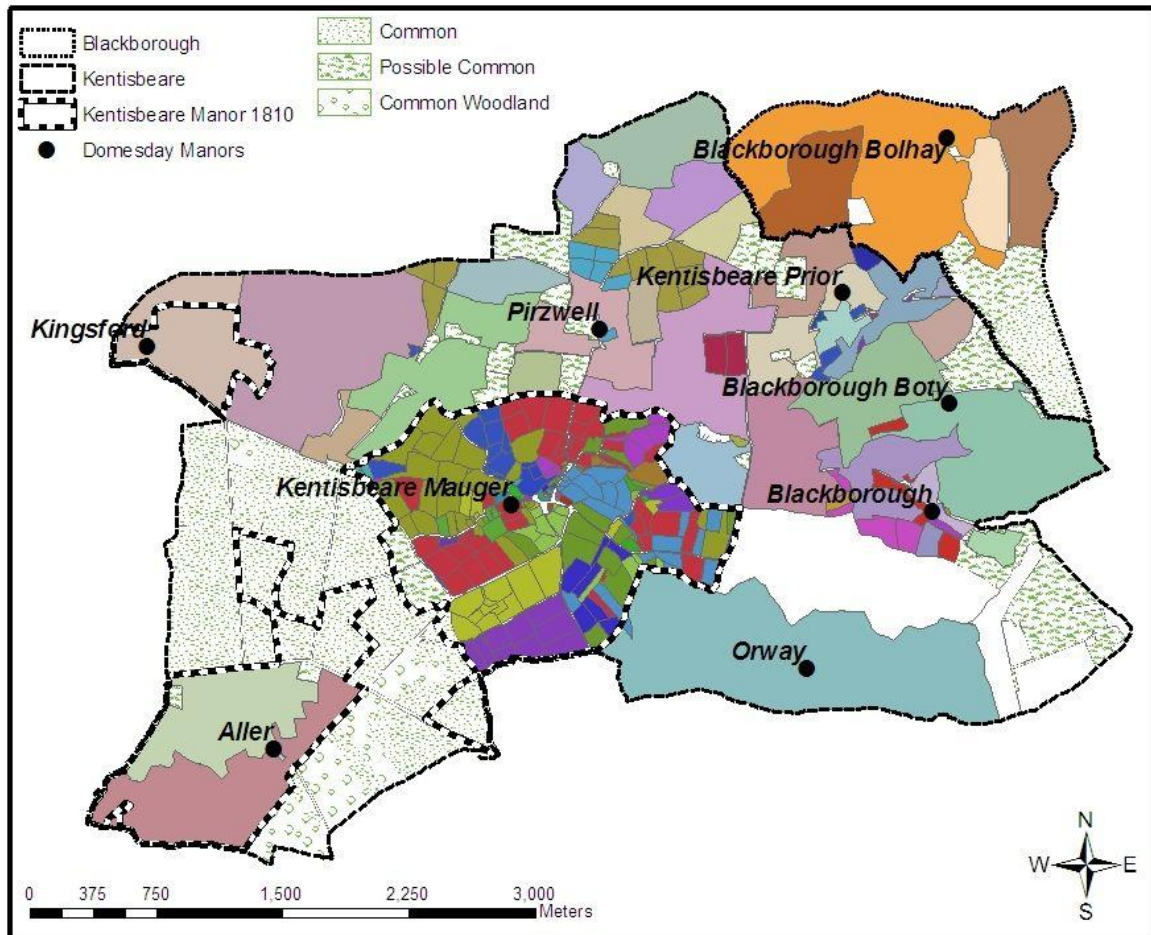 Blackborough
Kentisbeare
Kentisbeare Manor 1810
Domesday Manors
Common
Possible Common
Common Woodland
Blackborough Bolhay
Kentisbeare Prior
Pirzwell
Kingsford
Blackborough Boty
Kentisbeare Mauger
Blackborough
Orway
Aller
N
W E
S
0 375 750 1,500 2,250 3,000
Meters